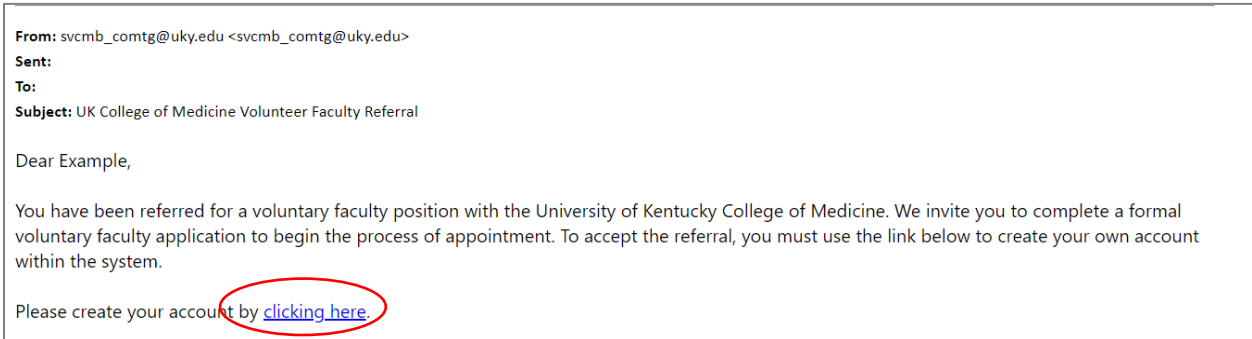 From: svcmb_comtg@uky.edu <svcmb_comtg@uky.edu>
Sent:
To:
Subject: UK College of Medicine Volunteer Faculty Referral
Dear Example,
You have been referred for a voluntary faculty position with the University of Kentucky College of Medicine. We invite you to complete a formal
voluntary faculty application to begin the process of appointment. To accept the referral, you must use the link below to create your own account
within the system.
Please create your account by clicking here.